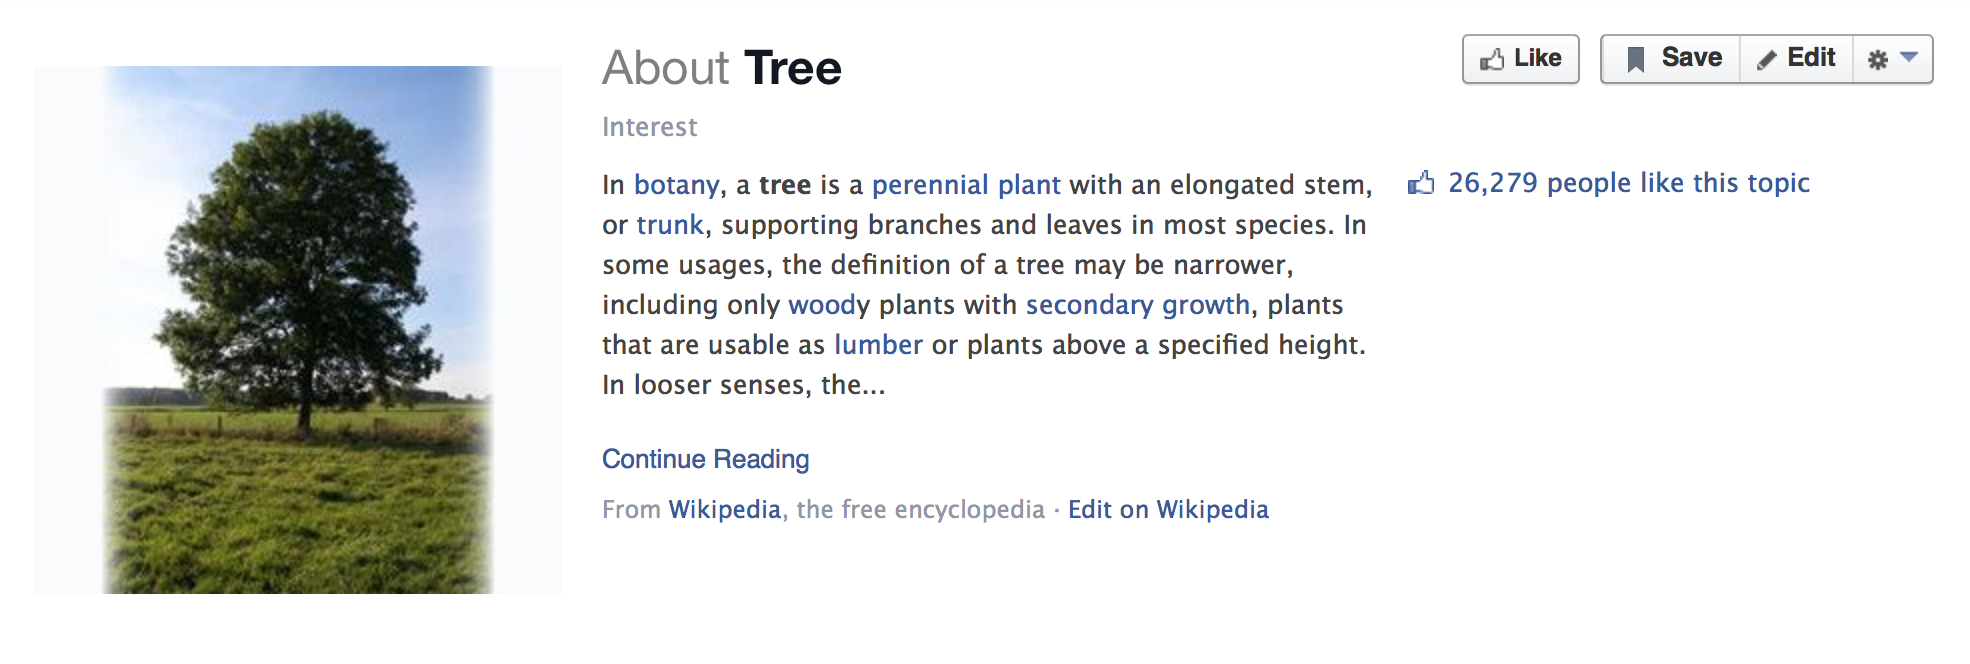 About Tree
Like
Save
Edit
Interest
In botany, a tree is a perennial plant with an elongated stem,
or trunk, supporting branches and leaves in most species. In
some usages, the definition of a tree may be narrower,
including only woody plants with secondary growth, plants
that are usable as lumber or plants above a specified height.
In looser senses, the...
26,279 people like this topic
Continue Reading
From Wikipedia, the free encyclopedia · Edit on Wikipedia